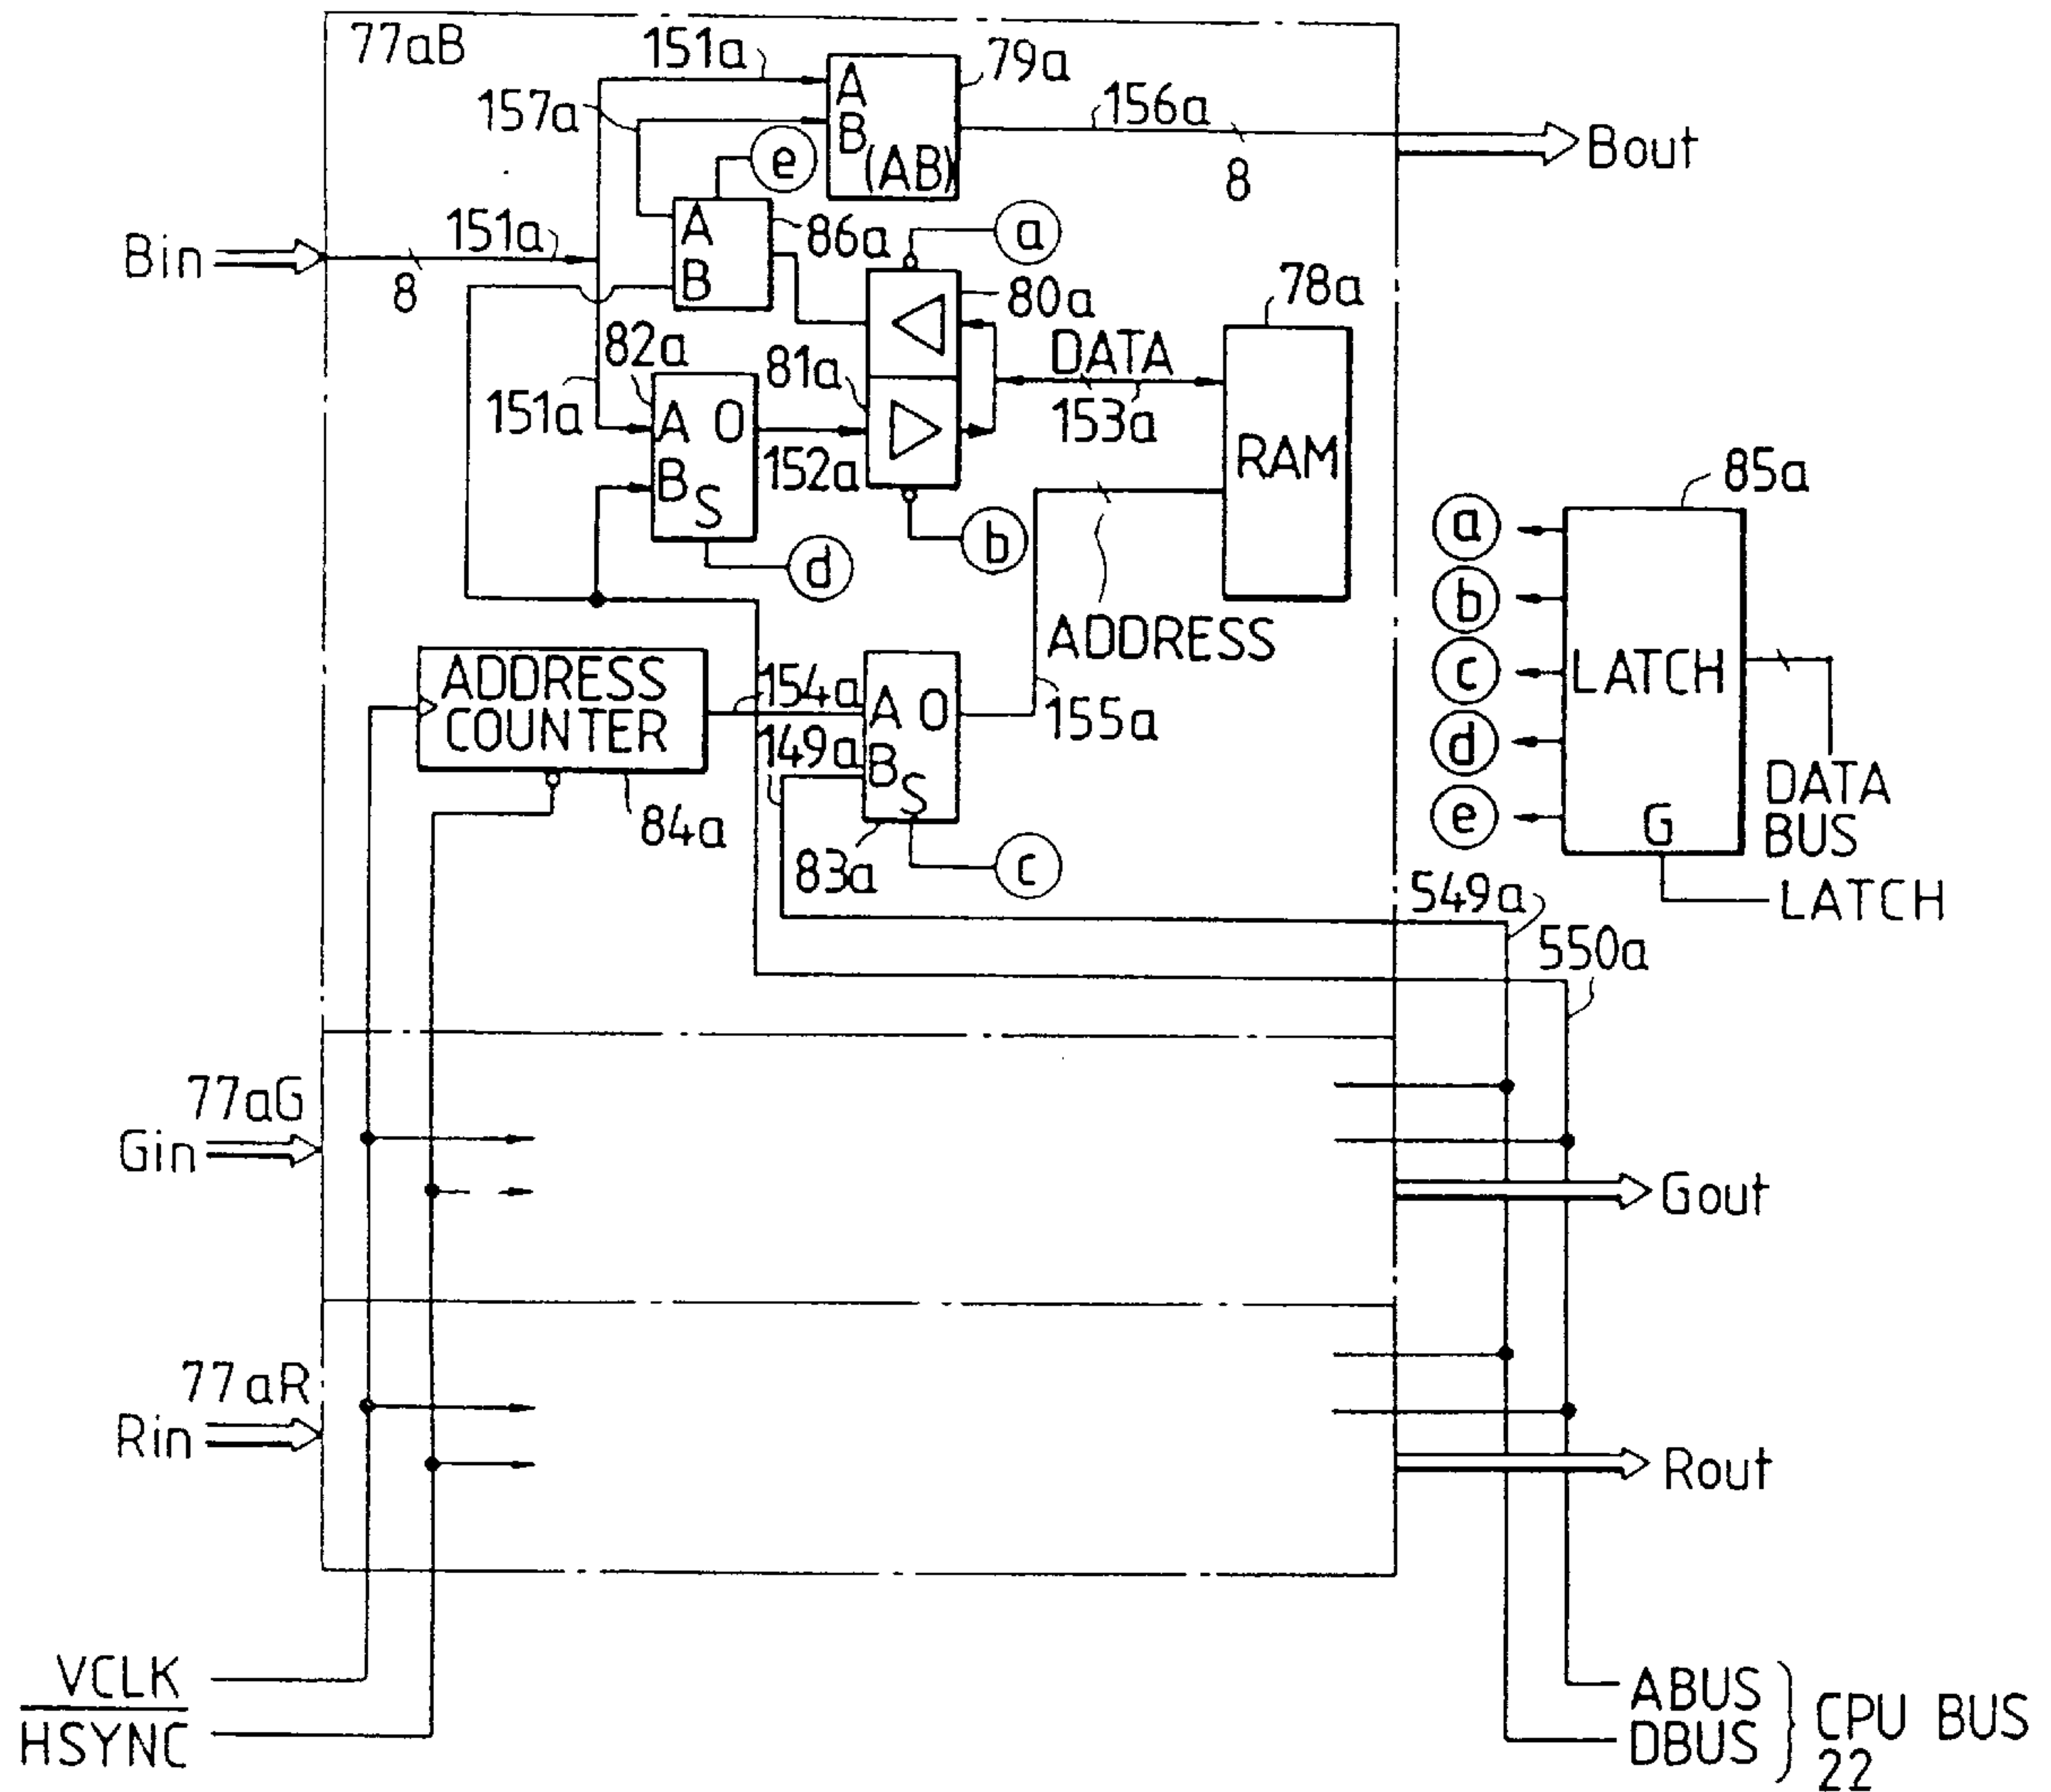 77aB
151a
79a
157a
A
B
(AB)
156a
8
Bout
e
Bin
151a
8
A
B
86a
a
80a
78a
82a
81a
DATA
153a
151a
A O
B
S
152a
RAM
b
d
85a
a
b
c
d
e
LATCH
G
DATA
BUS
LATCH
ADDRESS
ADDRESS
COUNTER
154a
149a
A O
B
S
155a
84a
83a
c
549a
550a
77aG
Gin
Gout
77aR
Rin
Rout
VCLK
HSYNC
ABUS
DBUS
CPU BUS
22